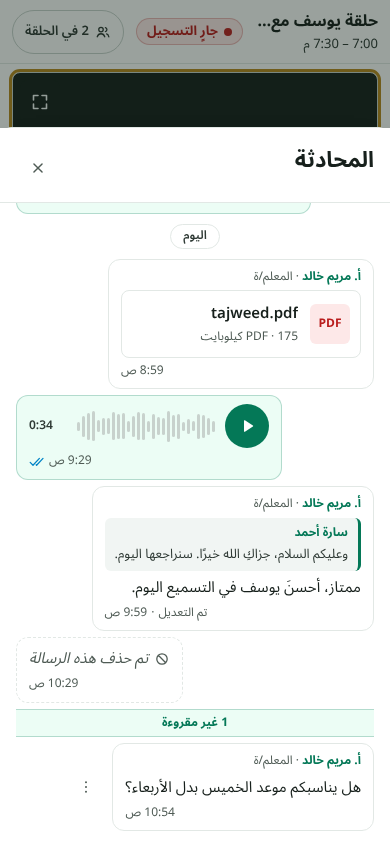 حلقة يوسف مع...
7:00 – 7:30 م
جارٍ التسجيل
2 في الحلقة
المحادثة
اليوم
أ. مريم خالد · المعلم/ة
tajweed.pdf
PDF
PDF · 175 كيلوبايت
8:59 ص
0:34
9:29 ص
أ. مريم خالد · المعلم/ة
سارة أحمد
وعليكم السلام، جزاكِ الله خيرًا. سنراجعها اليوم.
ممتاز، أحسنَ يوسف في التسميع اليوم.
تم التعديل · 9:59 ص
تم حذف هذه الرسالة
10:29 ص
1 غير مقروءة
أ. مريم خالد · المعلم/ة
هل يناسبكم موعد الخميس بدل الأربعاء؟
10:54 ص